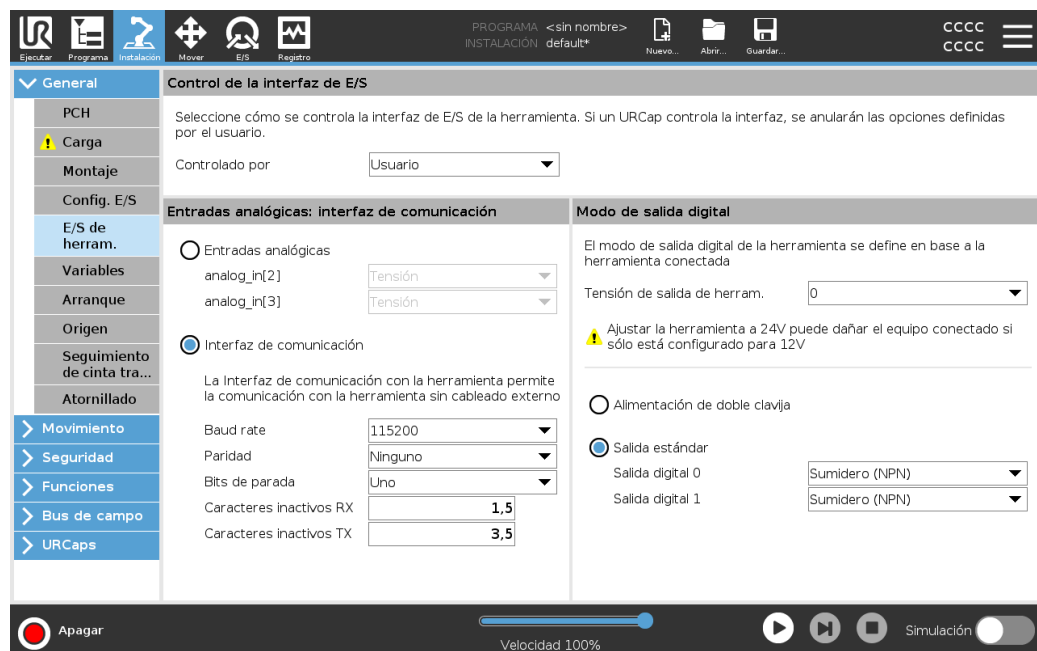 PROGRAMA <sin nombre>
INSTALACIÓN default*
Ejecutar
Programa
Instalación
Mover
E/S
Registro
Nuevo...
Abrir...
Guardar...
CCCC
CCCC
General
PCH
Carga
Montaje
Config. E/S
E/S de
herram.
Variables
Arranque
Origen
Seguimiento
de cinta tra...
Atornillado
Movimiento
Seguridad
Funciones
Bus de campo
URCaps
Control de la interfaz de E/S
Seleccione cómo se controla la interfaz de E/S de la herramienta. Si un URCap controla la interfaz, se anularán las opciones definidas
por el usuario.
Controlado por Usuario
Entradas analógicas: interfaz de comunicación
Entradas analógicas
analog_in[2] Tensión
analog_in[3] Tensión
Interfaz de comunicación
La Interfaz de comunicación con la herramienta permite
la comunicación con la herramienta sin cableado externo
Baud rate 115200
Paridad Ninguno
Bits de parada Uno
Caracteres inactivos RX 1,5
Caracteres inactivos TX 3,5
Modo de salida digital
El modo de salida digital de la herramienta se define en base a la
herramienta conectada
Tensión de salida de herram. 0
Ajustar la herramienta a 24V puede dañar el equipo conectado si
sólo está configurado para 12V
Alimentación de doble clavija
Salida estándar
Salida digital 0 Sumidero (NPN)
Salida digital 1 Sumidero (NPN)
Apagar
Velocidad 100%
Simulación